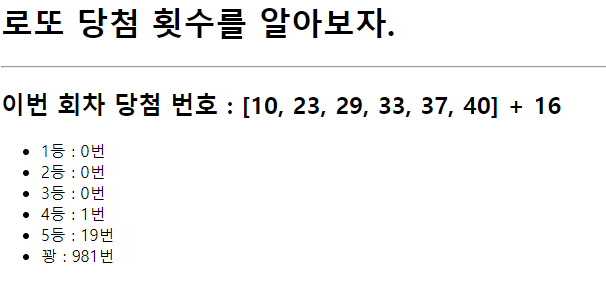 로또 당첨 횟수를 알아보자.
이번 회차 당첨 번호 : [10, 23, 29, 33, 37, 40] + 16
1등 : 0번
2등 : 0번
3등 : 0번
4등 : 1번
5등 : 19번
꽝 : 981번